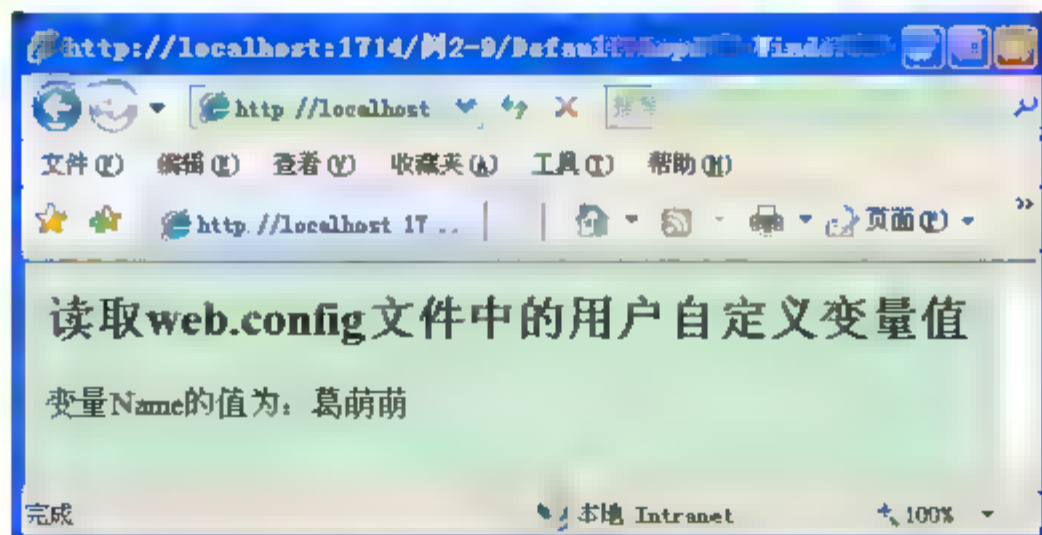 http://localhost:1714/例2-9/Default
http://localhost
文件(F) 编辑(E) 查看(V) 收藏夹(A) 工具(T) 帮助(H)
http://localhost:17... 页面(P)
读取web.config文件中的用户自定义变量值
变量Name的值为：葛萌萌
完成 本地 Intranet 100%